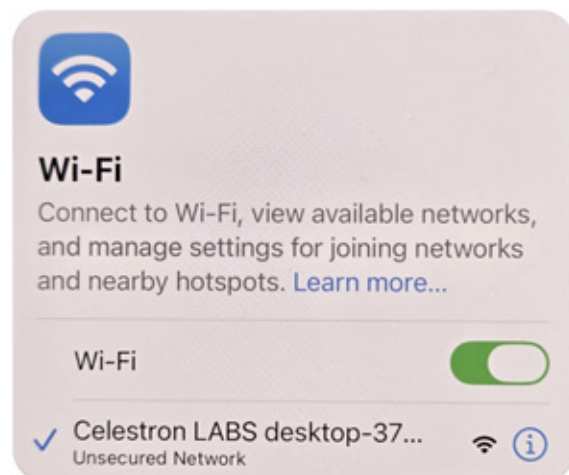 Wi-Fi
Connect to Wi-Fi, view available networks,
and manage settings for joining networks
and nearby hotspots. Learn more...
Wi-Fi
Celestron LABS desktop-37...
Unsecured Network